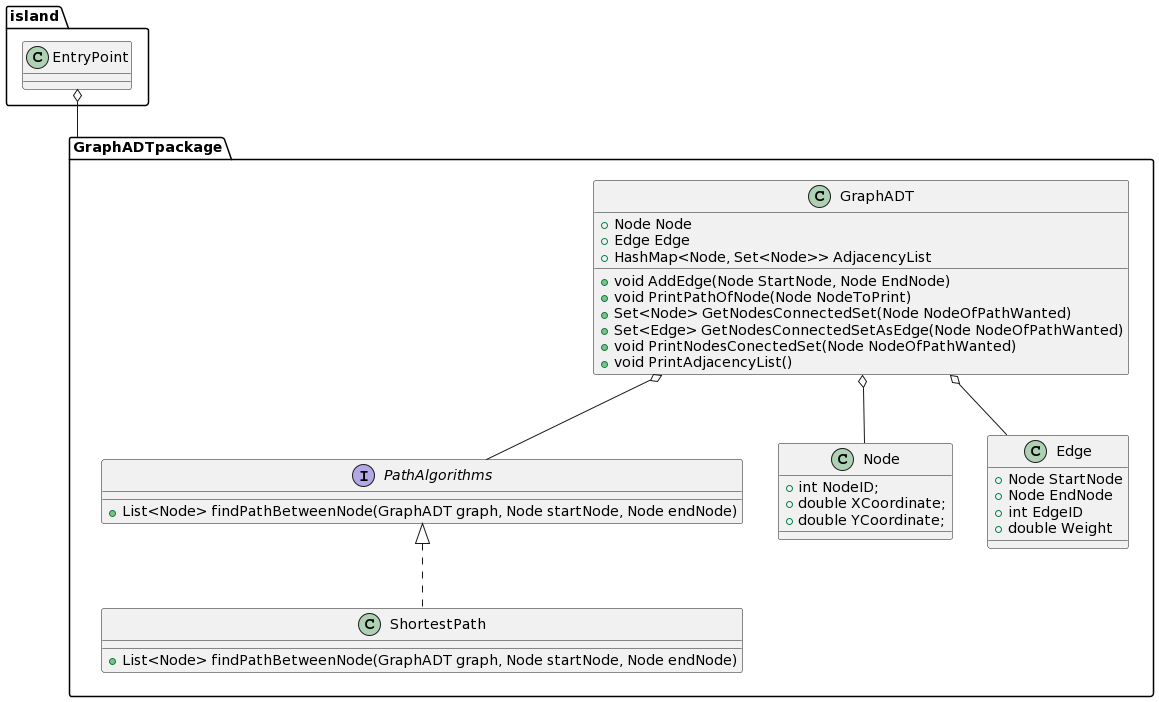 island
C EntryPoint
GraphADTpackage
C GraphADT
Node Node
Edge Edge
HashMap<Node, Set<Node>> AdjacencyList
void AddEdge(Node StartNode, Node EndNode)
void PrintPathOfNode(Node NodeToPrint)
Set<Node> GetNodesConnectedSet(Node NodeOfPathWanted)
Set<Edge> GetNodesConnectedSetAsEdge(Node NodeOfPathWanted)
void PrintNodesConectedSet(Node NodeOfPathWanted)
void PrintAdjacencyList()
I PathAlgorithms
List<Node> findPathBetweenNode(GraphADT graph, Node startNode, Node endNode)
C Node
int NodeID;
double XCoordinate;
double YCoordinate;
C Edge
Node StartNode
Node EndNode
int EdgeID
double Weight
C ShortestPath
List<Node> findPathBetweenNode(GraphADT graph, Node startNode, Node endNode)